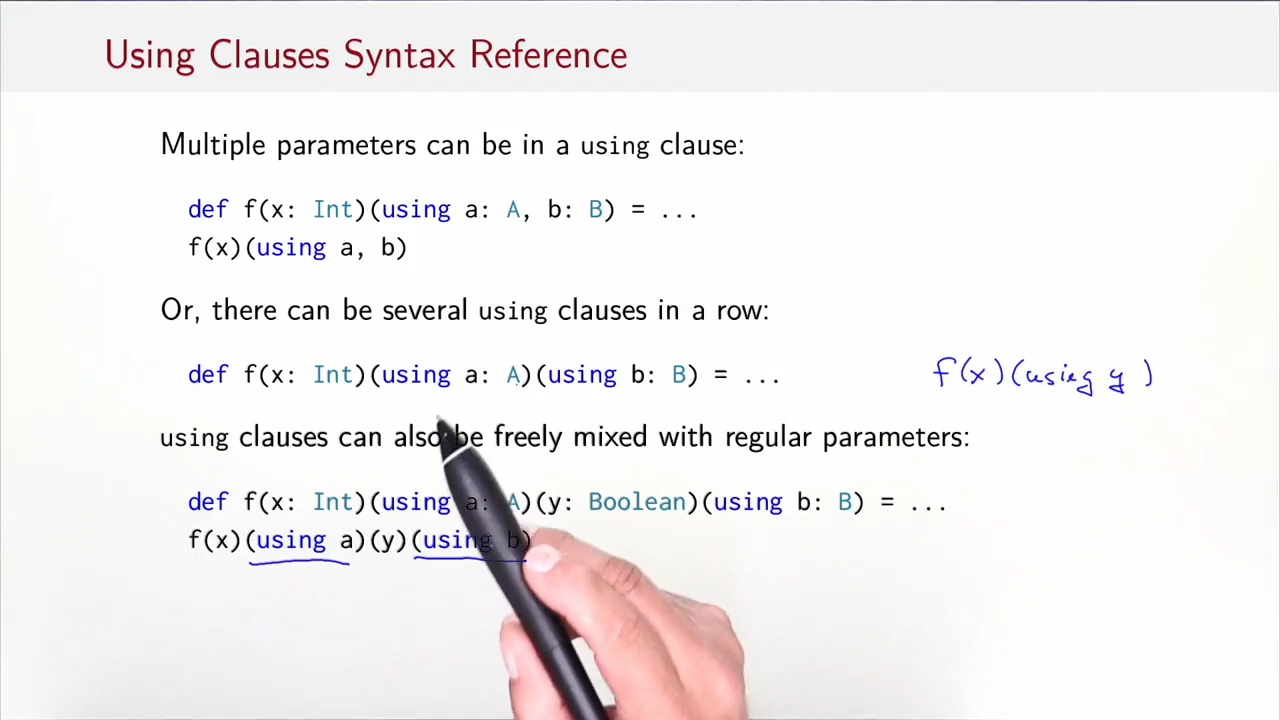 Using Clauses Syntax Reference
Multiple parameters can be in a using clause:
def f(x: Int)(using a: A, b: B) = ...
f(x)(using a, b)
Or, there can be several using clauses in a row:
def f(x: Int)(using a: A)(using b: B) = ...
f(x)(using y )
using clauses can also be freely mixed with regular parameters:
def f(x: Int)(using a: A)(y: Boolean)(using b: B) = ...
f(x)(using a)(y)(using b)